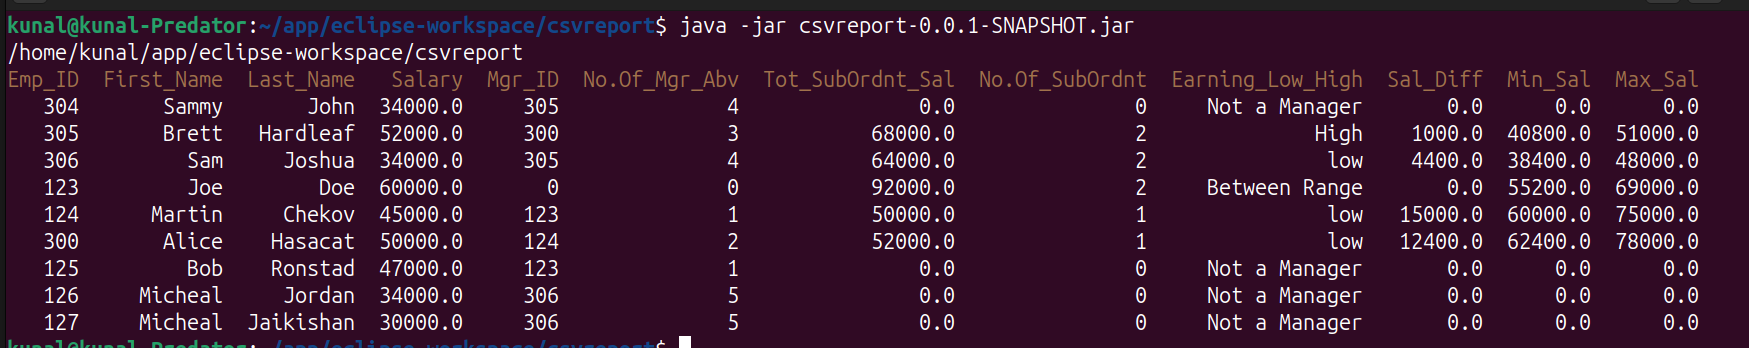 kunal@kunal-Predator:~/app/eclipse-workspace/csvreport$ java -jar csvreport-0.0.1-SNAPSHOT.jar
/home/kunal/app/eclipse-workspace/csvreport
Emp_ID First_Name Last_Name Salary Mgr_ID No.Of_Mgr_Abv Tot_SubOrdnt_Sal No.Of_SubOrdnt Earning_Low_High Sal_Diff Min_Sal Max_Sal
304 Sammy John 34000.0 305 4 0.0 0 Not a Manager 0.0 0.0 0.0
305 Brett Hardleaf 52000.0 300 3 68000.0 2 High 1000.0 40800.0 51000.0
306 Sam Joshua 34000.0 305 4 64000.0 2 low 4400.0 38400.0 48000.0
123 Joe Doe 60000.0 0 0 92000.0 2 Between Range 0.0 55200.0 69000.0
124 Martin Chekov 45000.0 123 1 50000.0 1 low 15000.0 60000.0 75000.0
300 Alice Hasacat 50000.0 124 2 52000.0 1 low 12400.0 62400.0 78000.0
125 Bob Ronstad 47000.0 123 1 0.0 0 Not a Manager 0.0 0.0 0.0
126 Micheal Jordan 34000.0 306 5 0.0 0 Not a Manager 0.0 0.0 0.0
127 Micheal Jaikishan 30000.0 306 5 0.0 0 Not a Manager 0.0 0.0 0.0
kunal@kunal-Predator:~/app/eclipse-workspace/csvreport$